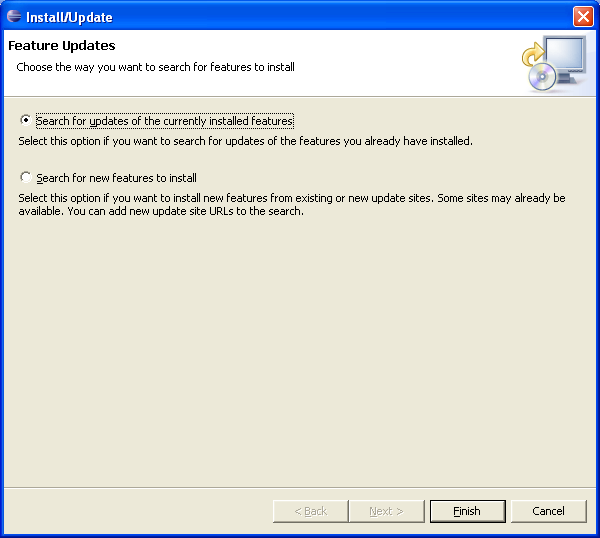 Install/Update
Feature Updates
Choose the way you want to search for features to install
Search for updates of the currently installed features
Select this option if you want to search for updates of the features you already have installed.
Search for new features to install
Select this option if you want to install new features from existing or new update sites. Some sites may already be
available. You can add new update site URLs to the search.
< Back
Next >
Finish
Cancel